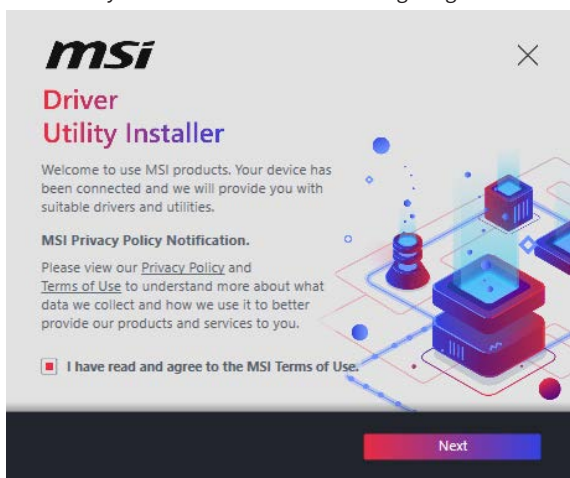 msi
Driver
Utility Installer
Welcome to use MSI products. Your device has
been connected and we will provide you with
suitable drivers and utilities.
MSI Privacy Policy Notification.
Please view our Privacy Policy and
Terms of Use to understand more about what
data we collect and how we use it to better
provide our products and services to you.
I have read and agree to the MSI Terms of Use.
Next